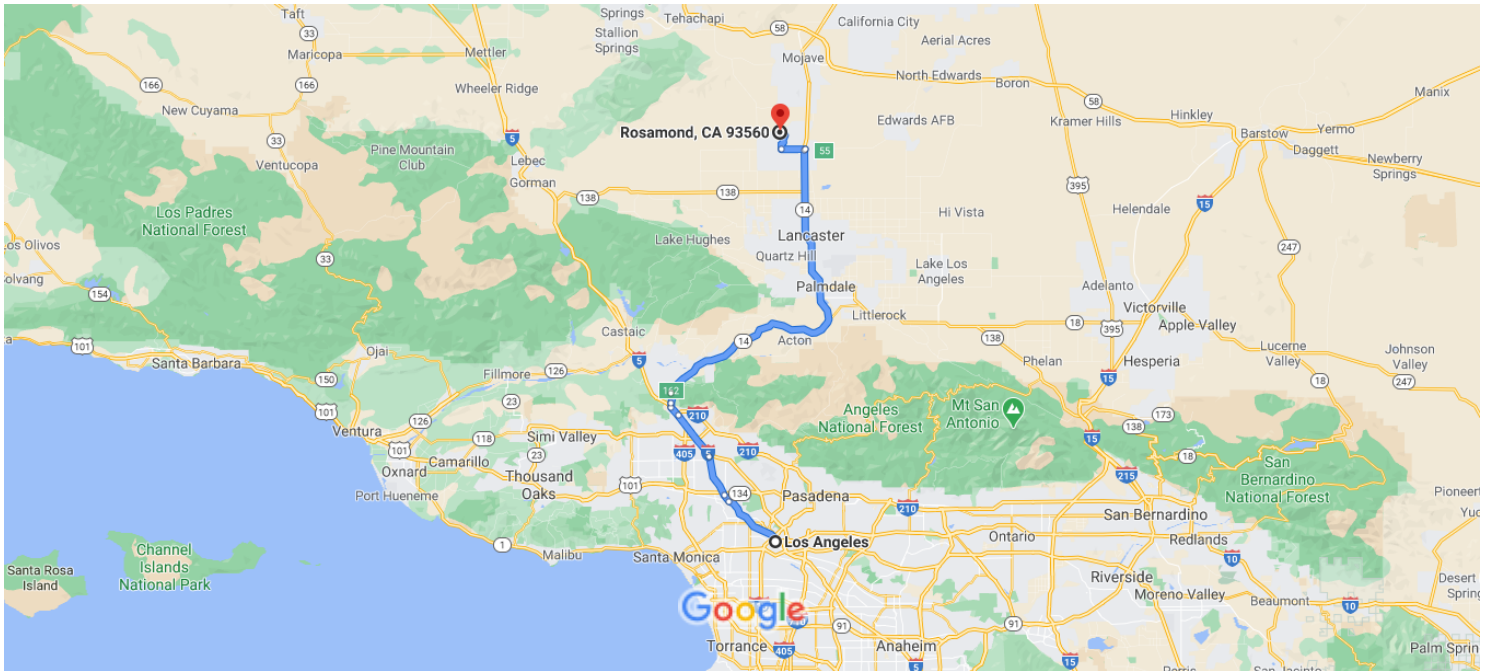 Taft
Springs
Tehachapi
California City
58
33
Stallion
Springs
Aerial Acres
Maricopa
Mettler
Mojave
166
166
Wheeler Ridge
North Edwards
Boron
Manix
58
New Cuyama
Hinkley
Rosamond, CA 93560
Edwards AFB
Kramer Hills
Yermo
33
5
Barstow
Pine Mountain
Club
55
Daggett
Ventucopa
Lebec
Newberry
Springs
Gorman
395
138
138
15
Los Padres
National Forest
14
Hi Vista
Helendale
Lake Hughes
Lancaster
Los Olivos
Quartz Hill
247
33
Lake Los
Angeles
Solvang
Palmdale
Adelanto
154
Victorville
Littlerock
18
395
Apple Valley
Castaic
101
14
Acton
138
Ojai
Lucerne
Valley
Johnson
Valley
Santa Barbara
5
Phelan
Hesperia
126
Fillmore
150
15
18
247
162
23
101
210
Angeles
National Forest
Mt San
Antonio
173
126
138
Ventura
118
Simi Valley
15
101
405
5
210
18
Camarillo
23
San
Bernardino
National Forest
Oxnard
Thousand
Oaks
101
215
134
Pasadena
Port Hueneme
210
San Bernardino
1
Los Angeles
Ontario
Redlands
Channel
Islands
National Park
Malibu
Santa Monica
10
Santa Rosa
Island
Riverside
Desert
Moreno Valley
Beaumont
10
Google
91
91
Torrance
405
Anaheim
5
15
Perris
San Jacinto
Palm Sprin